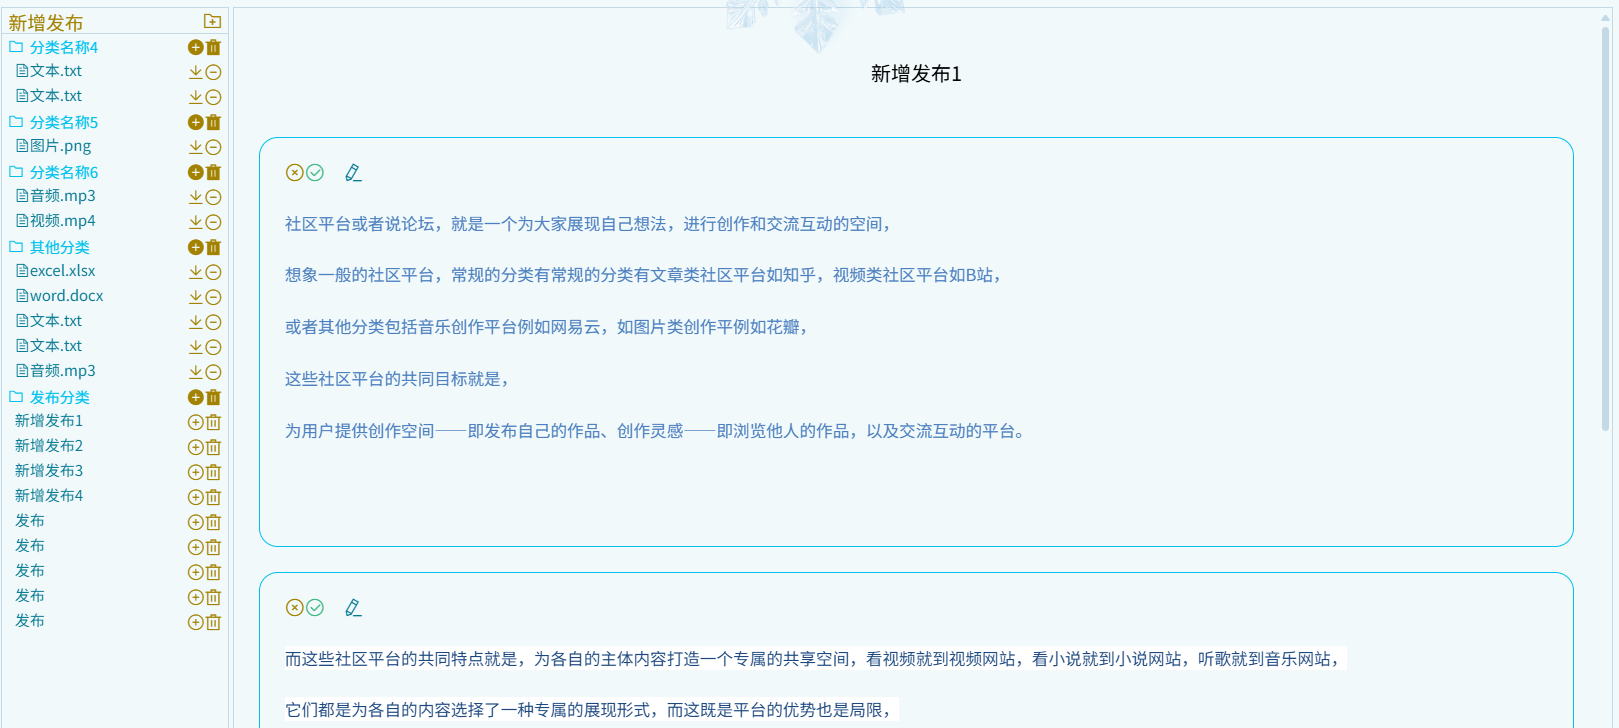 新增发布
分类名称4
文本.txt
文本.txt
分类名称5
图片.png
分类名称6
音频.mp3
视频.mp4
其他分类
excel.xlsx
word.docx
文本.txt
文本.txt
音频.mp3
发布分类
新增发布1
新增发布2
新增发布3
新增发布4
发布
发布
发布
发布
发布
新增发布1
社区平台或者说论坛，就是一个为大家展现自己想法，进行创作和交流互动的空间，
想象一般的社区平台，常规的分类有常规的分类有文章类社区平台如知乎，视频类社区平台如B站，
或者其他分类包括音乐创作平台例如网易云，如图片类创作平例如花瓣，
这些社区平台的共同目标就是，
为用户提供创作空间——即发布自己的作品、创作灵感——即浏览他人的作品，以及交流互动的平台。
而这些社区平台的共同特点就是，为各自的主体内容打造一个专属的共享空间，看视频就到视频网站，看小说就到小说网站，听歌就到音乐网站，
它们都是为各自的内容选择了一种专属的展现形式，而这既是平台的优势也是局限，